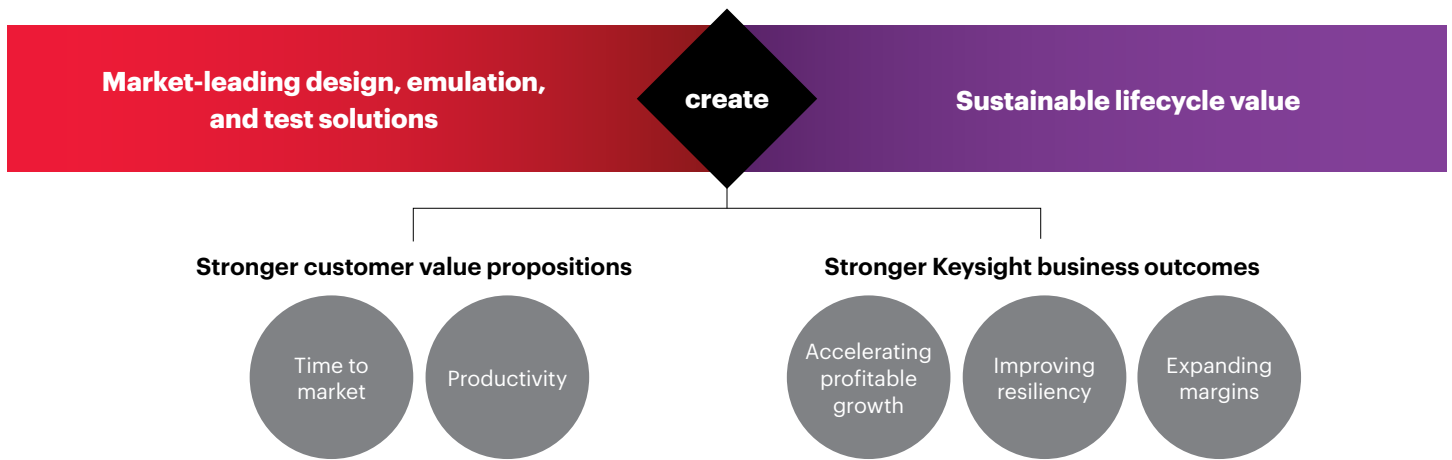 Market-leading design, emulation,
and test solutions
create
Sustainable lifecycle value
Stronger customer value propositions
Time to
market
Productivity
Stronger Keysight business outcomes
Accelerating
profitable
growth
Improving
resiliency
Expanding
margins